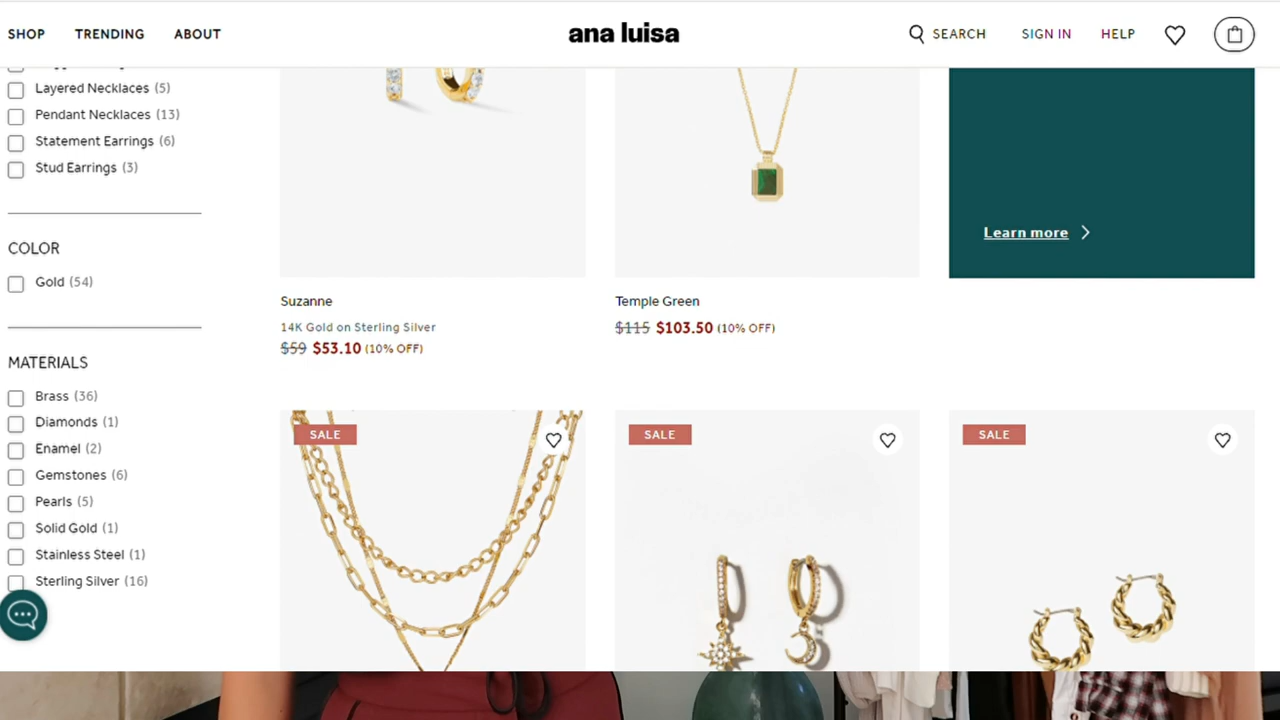 SHOP TRENDING ABOUT ana luisa SEARCH SIGN IN HELP
Layered Necklaces (5)
Pendant Necklaces (13)
Statement Earrings (6)
Stud Earrings (3)
COLOR
Gold (54)
MATERIALS
Brass (36)
Diamonds (1)
Enamel (2)
Gemstones (6)
Pearls (5)
Solid Gold (1)
Stainless Steel (1)
Sterling Silver (16)
Learn more
Suzanne
14K Gold on Sterling Silver
$59 $53.10 (10% OFF)
Temple Green
$115 $103.50 (10% OFF)
SALE
SALE
SALE